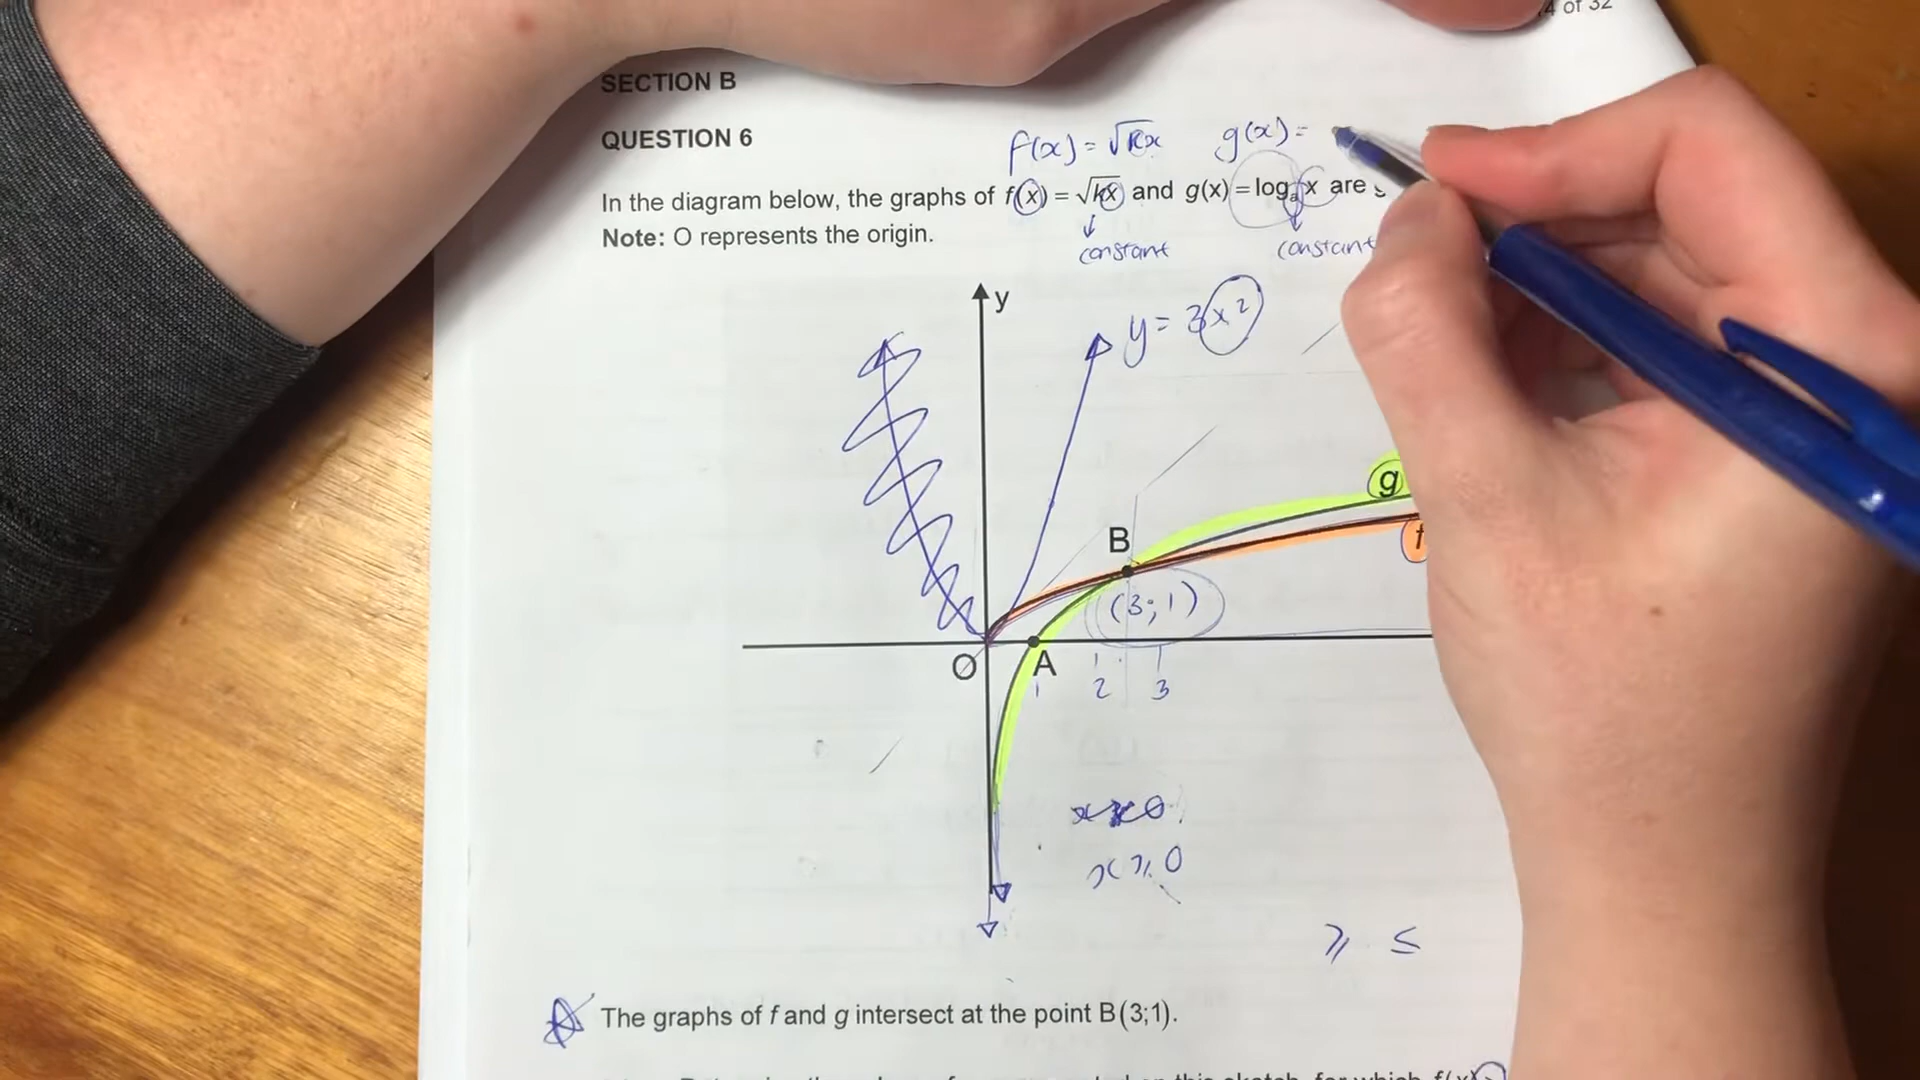 4 of 32
SECTION B
QUESTION 6
f(x) = √kx g(x) =
In the diagram below, the graphs of f(x) = √kx and g(x) = logₐ x are
Note: O represents the origin.
constant constant
y
y = 3x²
g
f
B
(3; 1)
O A
1 2 3
x ≥ 0
≥ ≤
The graphs of f and g intersect at the point B(3;1).